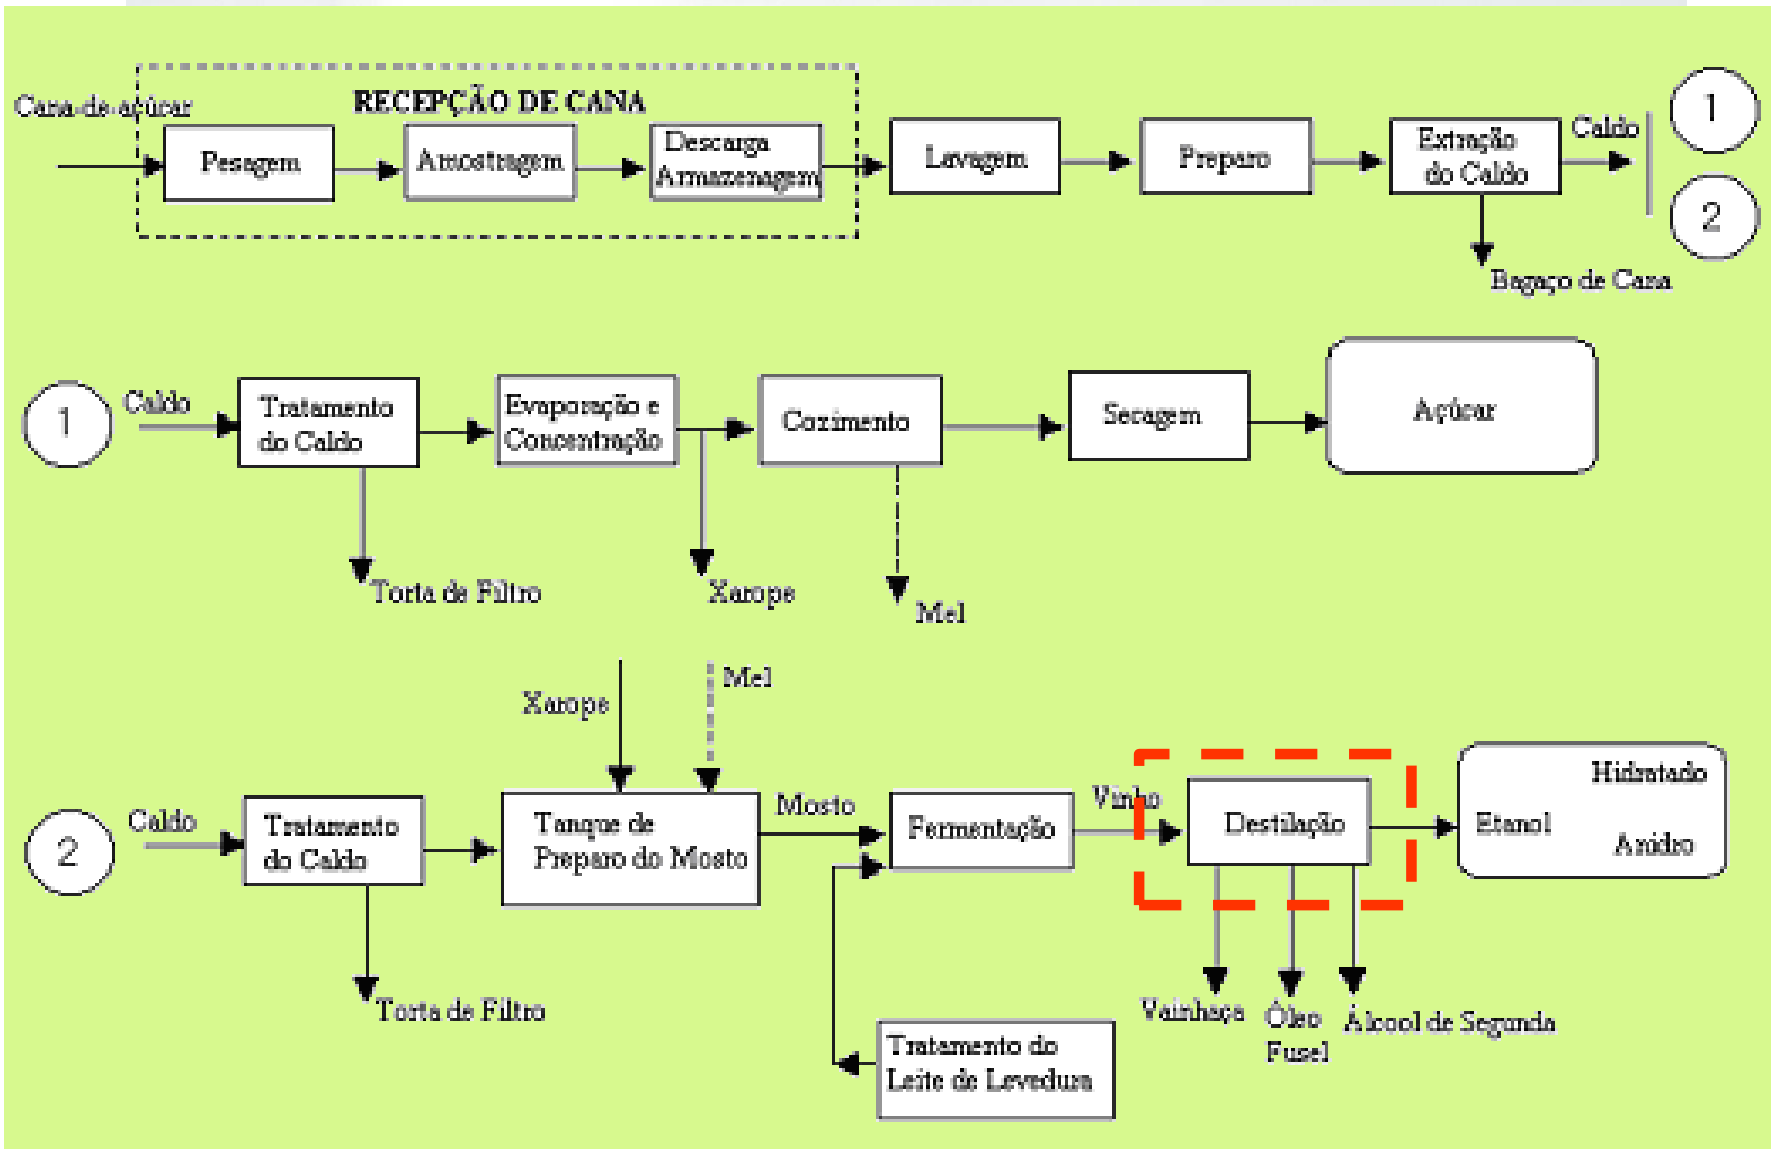 Cana-de-açúcar
RECEPÇÃO DE CANA
Pesagem
Amostragem
Descarga
Armazenagem
Lavagem
Preparo
Extração
do Caldo
Caldo
1
2
Bagaço de Cana
1
Caldo
Tratamento
do Caldo
Evaporação e
Concentração
Cozimento
Secagem
Açúcar
Torta de Filtro
Xarope
Mel
Xarope
Mel
2
Caldo
Tratamento
do Caldo
Tanque de
Preparo do Mosto
Mosto
Fermentação
Vinho
Destilação
Hidratado
Etanol
Anidro
Torta de Filtro
Vainhaça
Óleo
Fusel
Álcool de Segunda
Tratamento do
Leite de Levedura